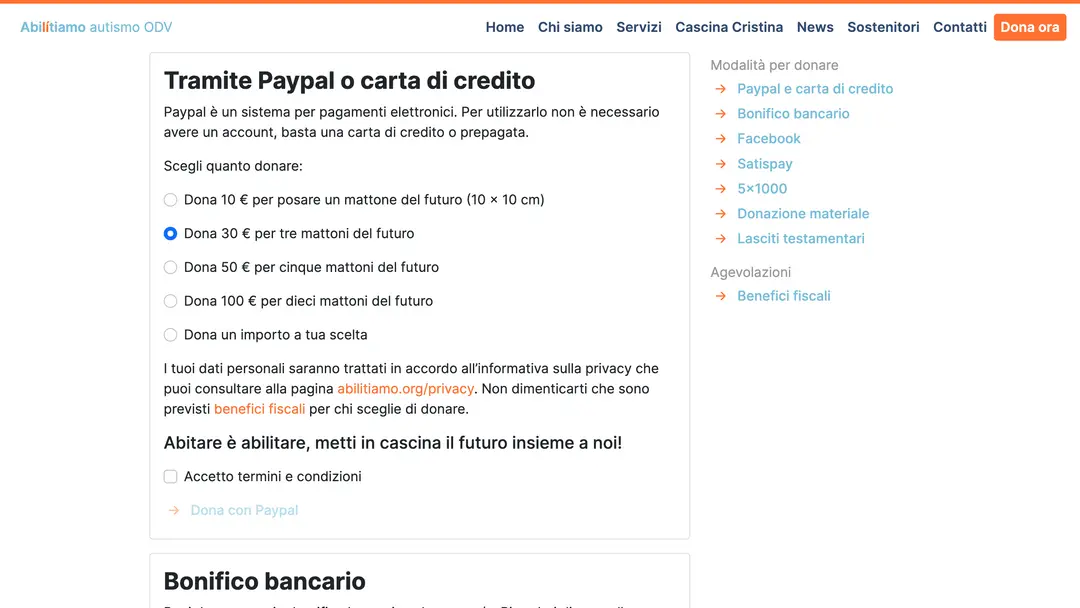 Abilítiamo autismo ODV
Home Chi siamo Servizi Cascina Cristina News Sostenitori Contatti Dona ora
Tramite Paypal o carta di credito
Paypal è un sistema per pagamenti elettronici. Per utilizzarlo non è necessario
avere un account, basta una carta di credito o prepagata.
Scegli quanto donare:
Dona 10 € per posare un mattone del futuro (10 × 10 cm)
Dona 30 € per tre mattoni del futuro
Dona 50 € per cinque mattoni del futuro
Dona 100 € per dieci mattoni del futuro
Dona un importo a tua scelta
I tuoi dati personali saranno trattati in accordo all’informativa sulla privacy che
puoi consultare alla pagina abilitiamo.org/privacy. Non dimenticarti che sono
previsti benefici fiscali per chi sceglie di donare.
Abitare è abilitare, metti in cascina il futuro insieme a noi!
Accetto termini e condizioni
→ Dona con Paypal
Bonifico bancario
Modalità per donare
→ Paypal e carta di credito
→ Bonifico bancario
→ Facebook
→ Satispay
→ 5×1000
→ Donazione materiale
→ Lasciti testamentari
Agevolazioni
→ Benefici fiscali